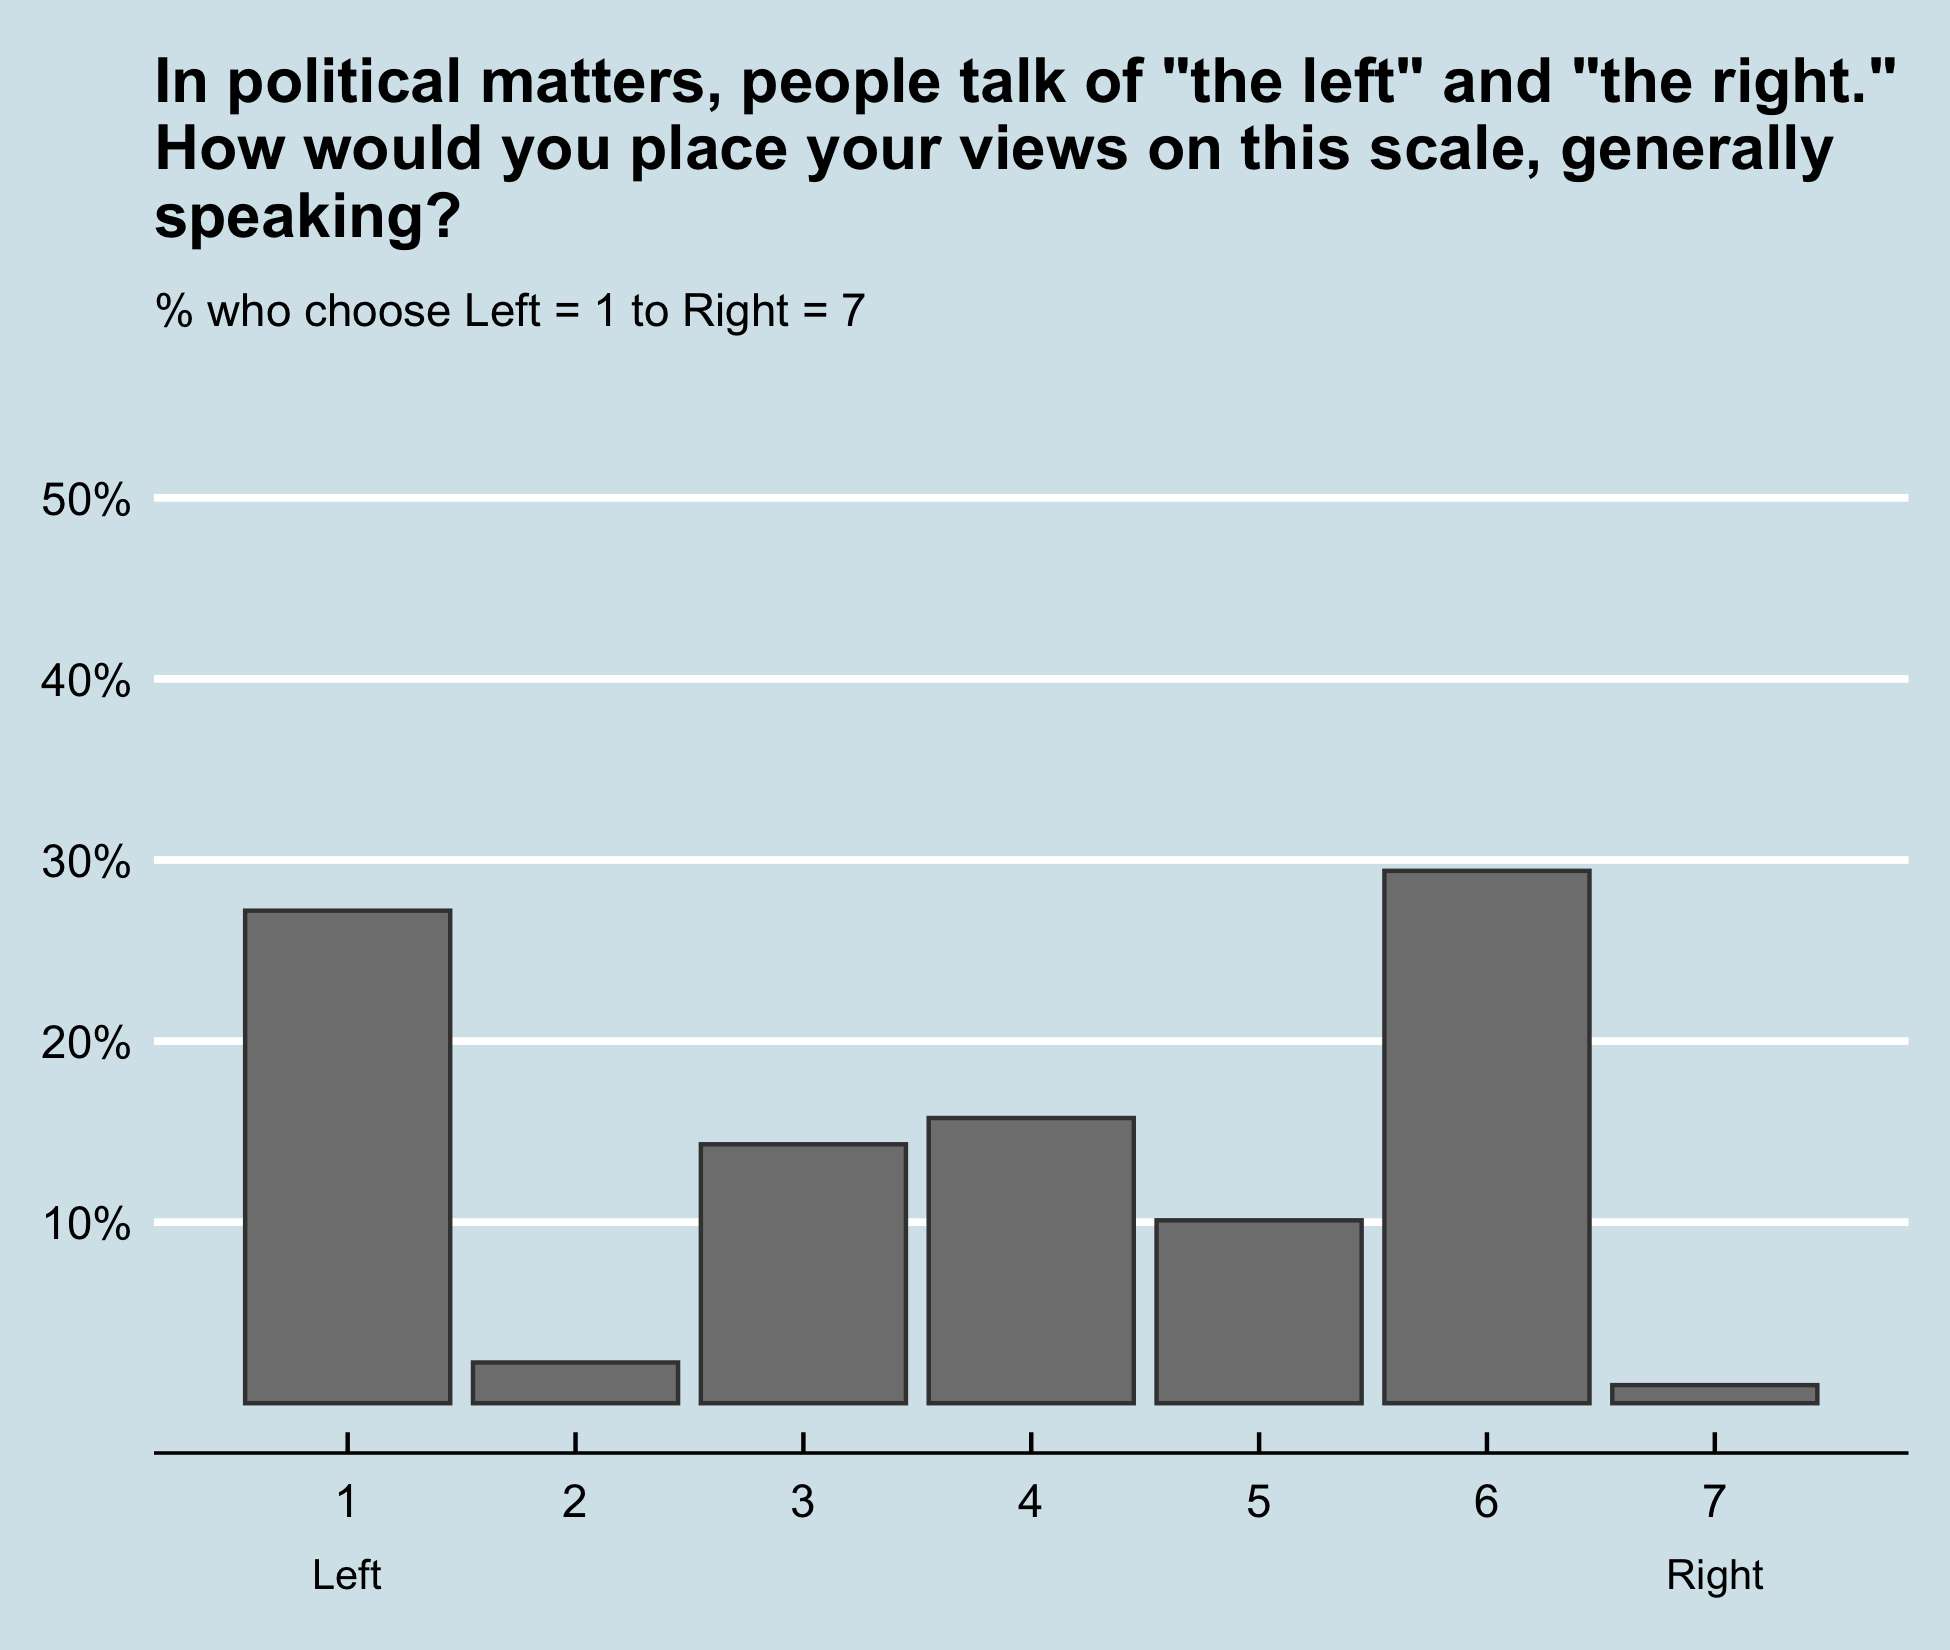 In political matters, people talk of "the left" and "the right."
How would you place your views on this scale, generally
speaking?
% who choose Left = 1 to Right = 7
50%
40%
30%
20%
10%
1 2 3 4 5 6 7
Left Right